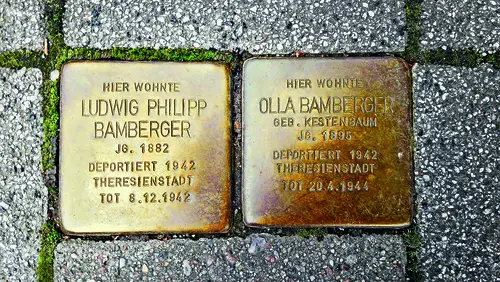 HIER WOHNTE
LUDWIG PHILIPP
BAMBERGER
JG. 1882
DEPORTIERT 1942
THERESIENSTADT
TOT 8.12.1942
HIER WOHNTE
OLLA BAMBERGER
GEB. KESTENBAUM
JG. 1895
DEPORTIERT 1942
THERESIENSTADT
TOT 20.4.1944